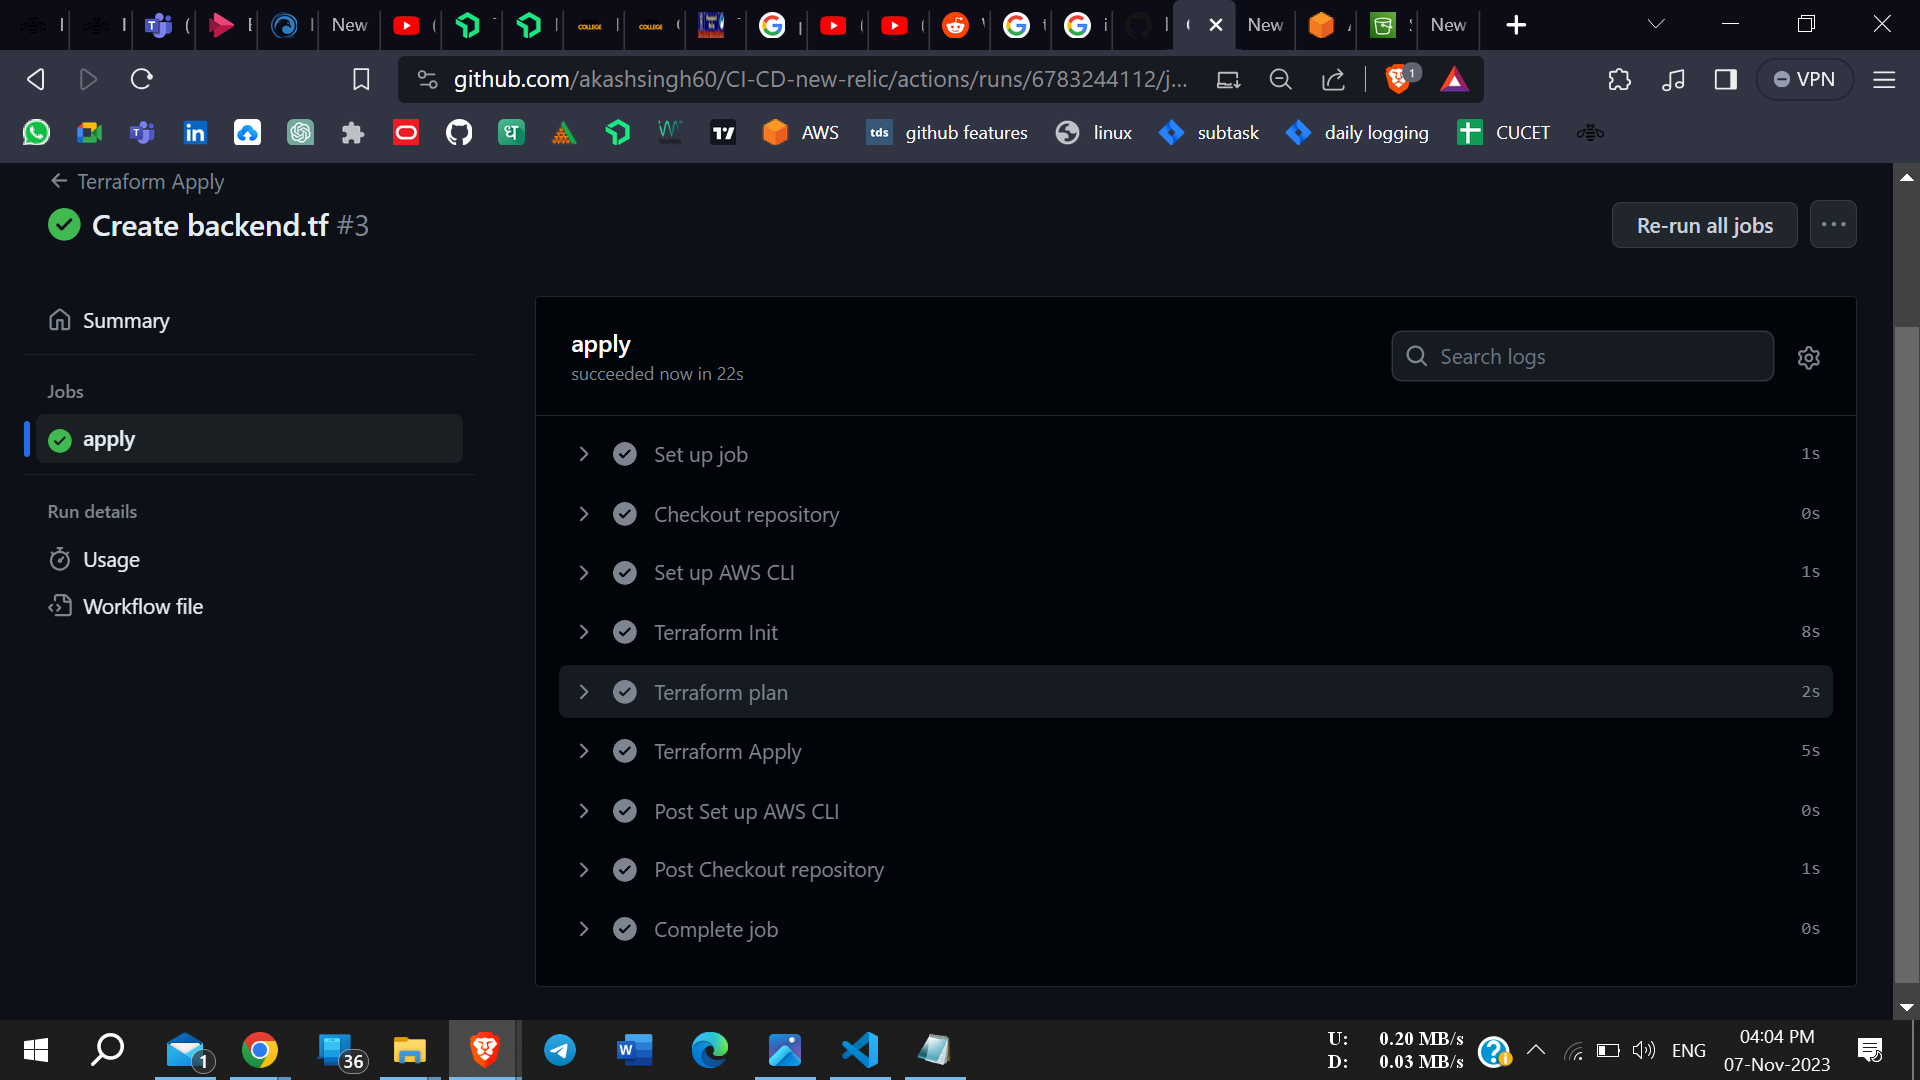 New
COLLEGE
COLLEGE
New
New
github.com/akashsingh60/CI-CD-new-relic/actions/runs/6783244112/j...
1
VPN
AWS
tds
github features
linux
subtask
daily logging
CUCET
Terraform Apply
Create backend.tf #3
Re-run all jobs
Summary
Jobs
apply
Run details
Usage
Workflow file
apply
succeeded now in 22s
Search logs
Set up job
1s
Checkout repository
0s
Set up AWS CLI
1s
Terraform Init
8s
Terraform plan
2s
Terraform Apply
5s
Post Set up AWS CLI
0s
Post Checkout repository
1s
Complete job
0s
1
36
U: 0.20 MB/s
D: 0.03 MB/s
ENG
04:04 PM
07-Nov-2023